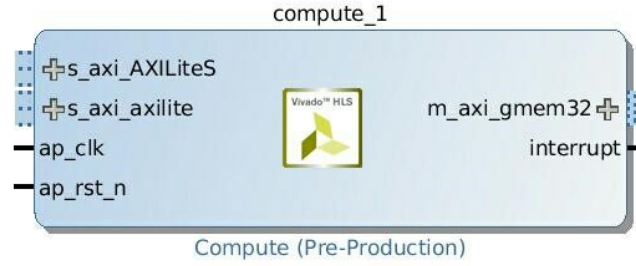 compute_1
s_axi_AXILiteS
s_axi_axilite
Vivado™ HLS
m_axi_gmem32
ap_clk
interrupt
ap_rst_n
Compute (Pre-Production)